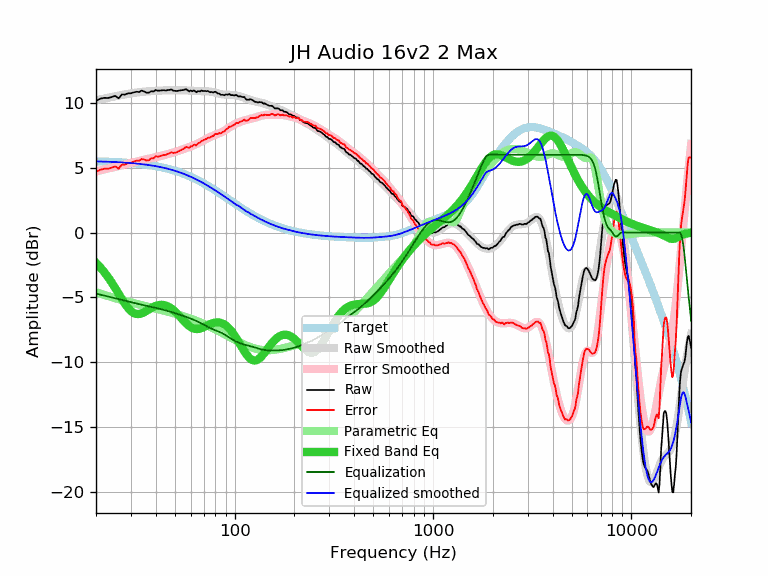 JH Audio 16v2 2 Max
Amplitude (dBr)
10
5
0
−5
−10
−15
−20
Target
Raw Smoothed
Error Smoothed
Raw
Error
Parametric Eq
Fixed Band Eq
Equalization
Equalized smoothed
100 1000 10000
Frequency (Hz)